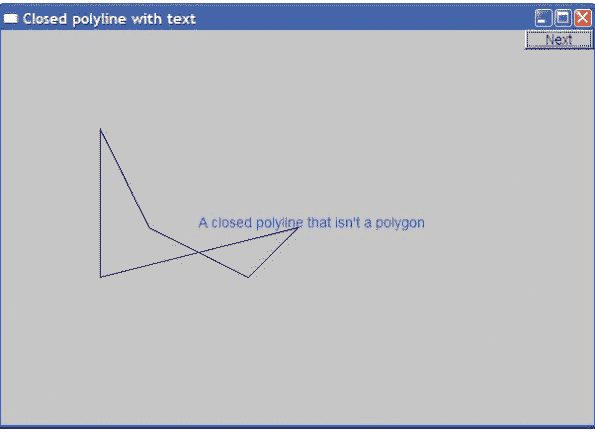 Closed polyline with text
Next
A closed polyline that isn't a polygon